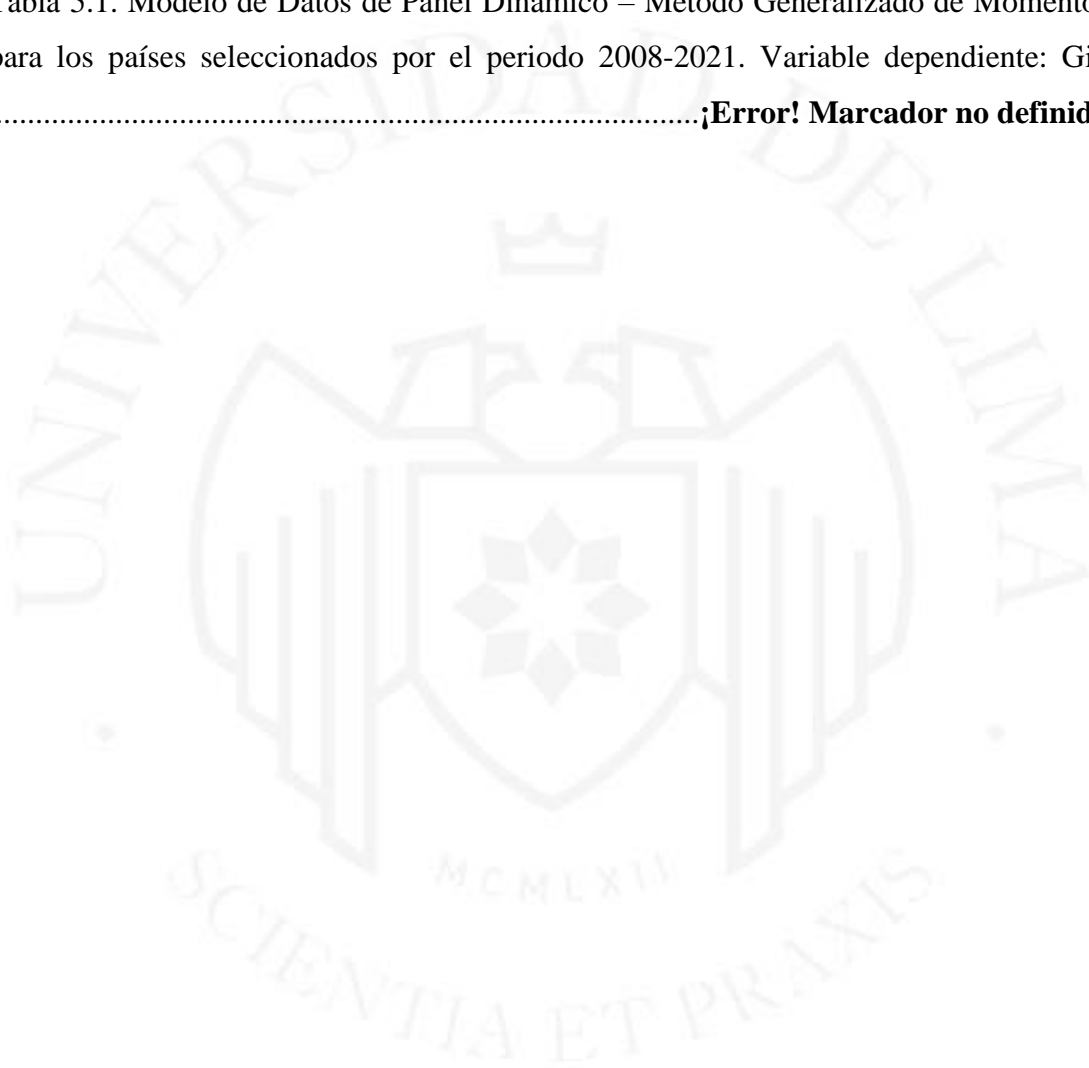 Tabla 5.1. Modelo de Datos de Panel Dinámico – Método Generalizado de Momento
para los países seleccionados por el periodo 2008-2021. Variable dependiente: Gi
¡Error! Marcador no definid
UNIVERSIDAD DE LIMA
MCMLXII
SCIENTIA ET PRAXIS